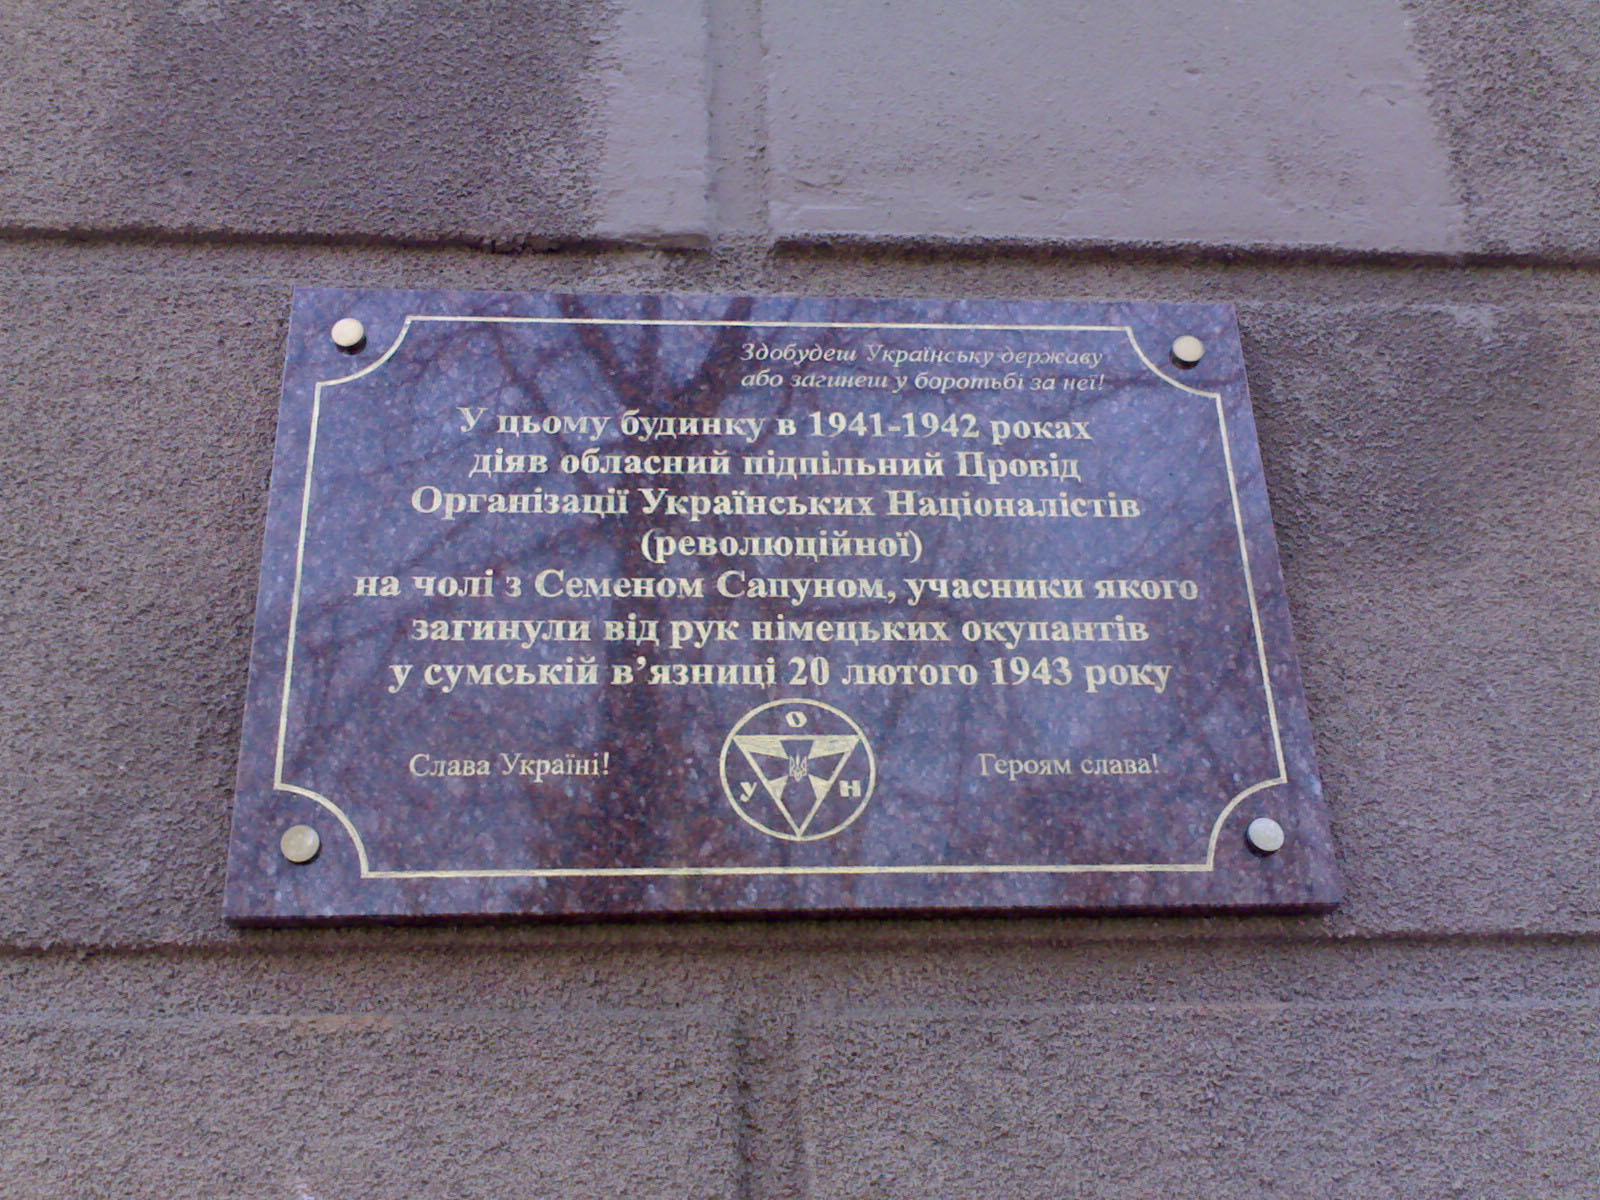 Здобудеш Українську державу
або загинеш у боротьбі за неї!
У цьому будинку в 1941-1942 роках
діяв обласний підпільний Провід
Організації Українських Націоналістів
(революційної)
на чолі з Семеном Сапуном, учасники якого
загинули від рук німецьких окупантів
у сумській в’язниці 20 лютого 1943 року
Слава Україні!
О
У Н
Героям слава!